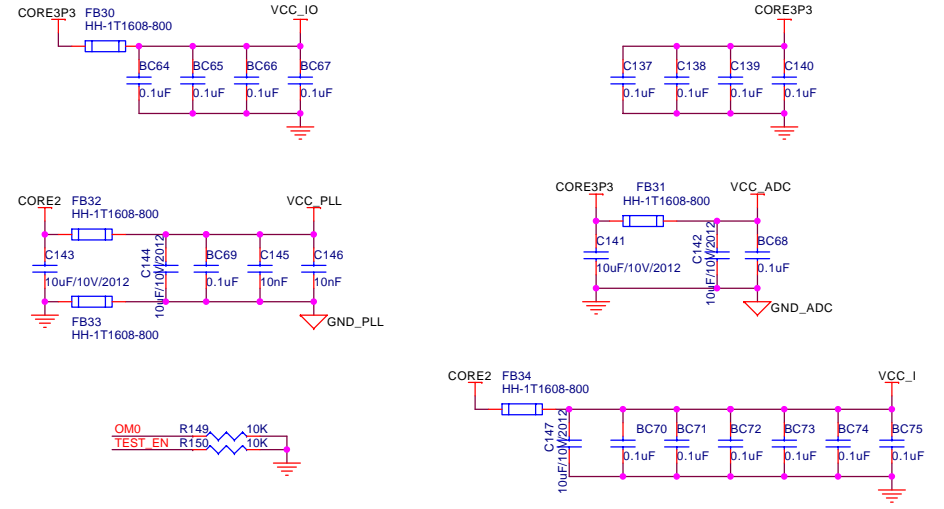 CORE3P3 FB30 VCC_IO
HH-1T1608-800
BC64 BC65 BC66 BC67
0.1uF 0.1uF 0.1uF 0.1uF
CORE3P3
C137 C138 C139 C140
0.1uF 0.1uF 0.1uF 0.1uF
CORE2 FB32 VCC_PLL
HH-1T1608-800
C143 C144 BC69 C145 C146
10uF/10V/2012 10uF/10V/2012 0.1uF 10nF 10nF
FB33 GND_PLL
HH-1T1608-800
CORE3P3 FB31 VCC_ADC
HH-1T1608-800
C141 C142 BC68
10uF/10V/2012 10uF/10V/2012 0.1uF
GND_ADC
OM0 R149 10K
TEST_EN R150 10K
CORE2 FB34 VCC_I
HH-1T1608-800
C147 BC70 BC71 BC72 BC73 BC74 BC75
10uF/10V/2012 0.1uF 0.1uF 0.1uF 0.1uF 0.1uF 0.1uF